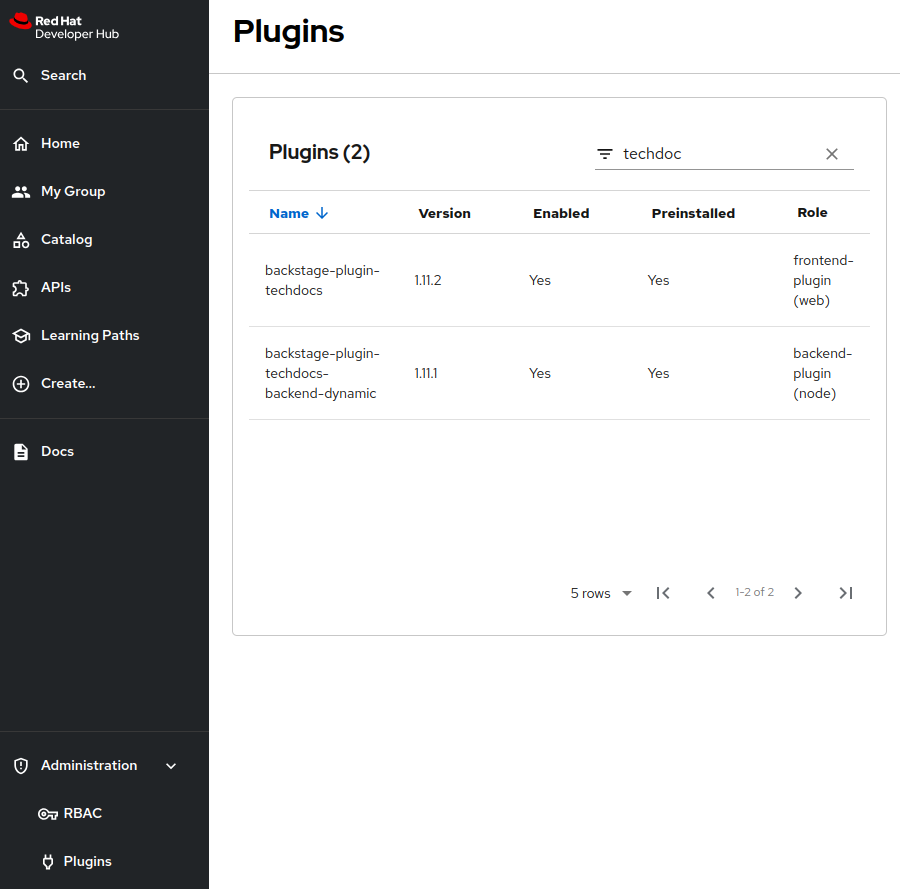 Red Hat
Developer Hub
Search
Home
My Group
Catalog
APIs
Learning Paths
Create...
Docs
Administration
RBAC
Plugins
Plugins
Plugins (2)
techdoc
Name Version Enabled Preinstalled Role
backstage-plugin-
techdocs
1.11.2
Yes
Yes
frontend-
plugin
(web)
backstage-plugin-
techdocs-
backend-dynamic
1.11.1
Yes
Yes
backend-
plugin
(node)
5 rows
1-2 of 2